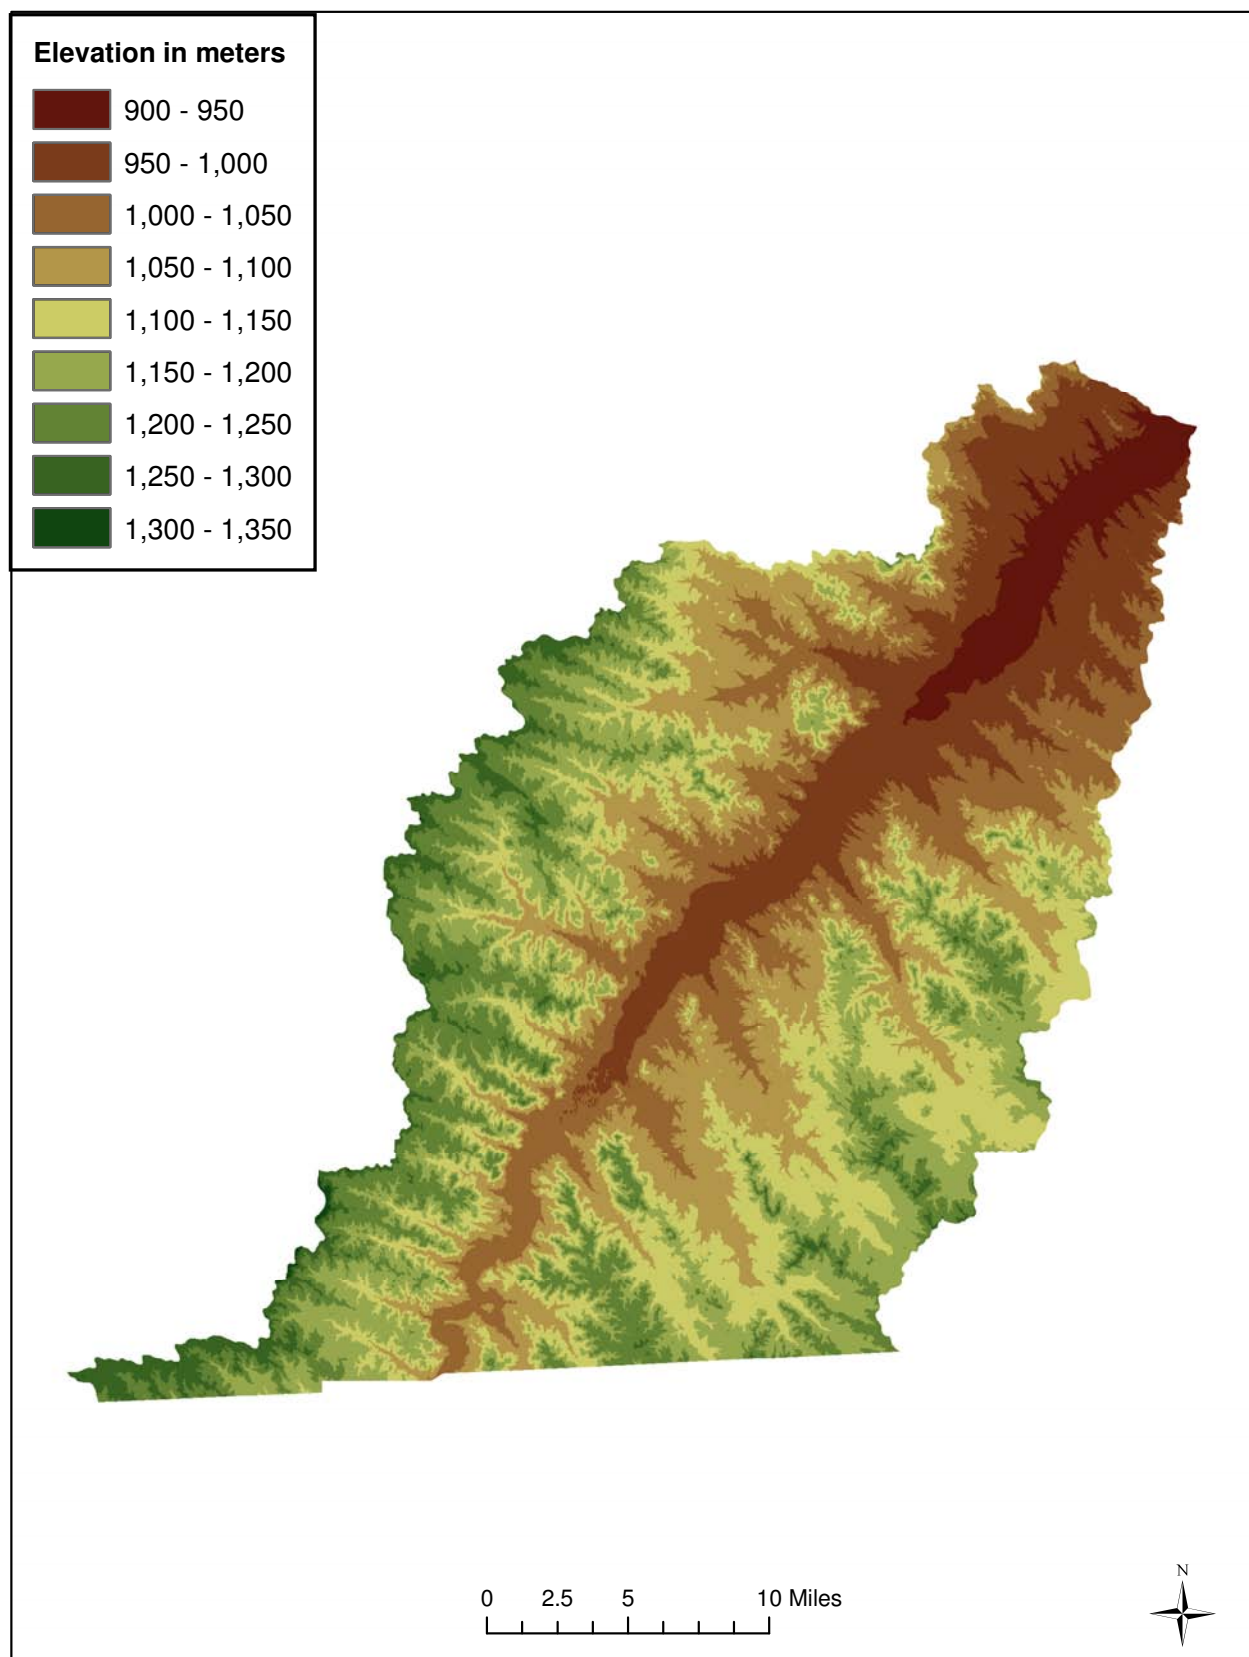 Elevation in meters
900 - 950
950 - 1,000
1,000 - 1,050
1,050 - 1,100
1,100 - 1,150
1,150 - 1,200
1,200 - 1,250
1,250 - 1,300
1,300 - 1,350
0 2.5 5 10 Miles
N